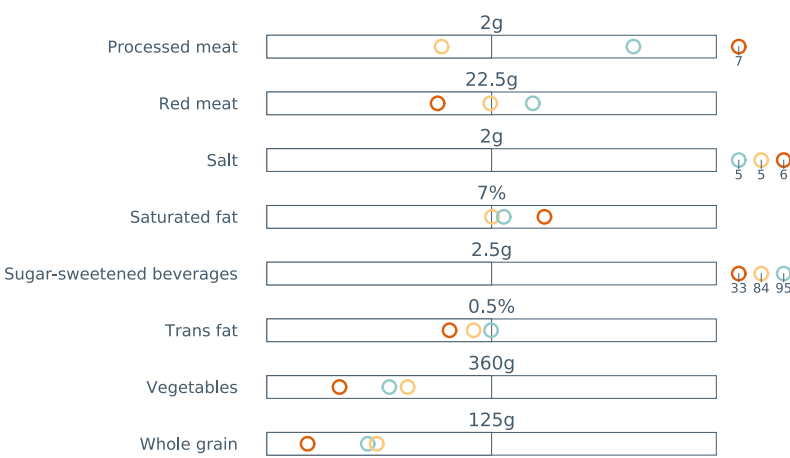 2g
Processed meat
7
22.5g
Red meat
2g
Salt
5 5 6
7%
Saturated fat
2.5g
Sugar-sweetened beverages
33 84 95
0.5%
Trans fat
360g
Vegetables
125g
Whole grain